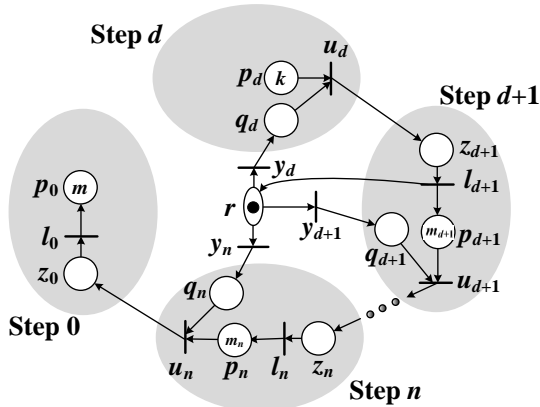 Step d
u_d
p_d k
q_d
Step d+1
z_{d+1}
y_d
l_{d+1}
p_0 m
r
m_{d+1} p_{d+1}
l_0
y_n
y_{d+1}
q_{d+1}
z_0
q_n
u_{d+1}
Step 0
m_n
u_n p_n l_n z_n
Step n